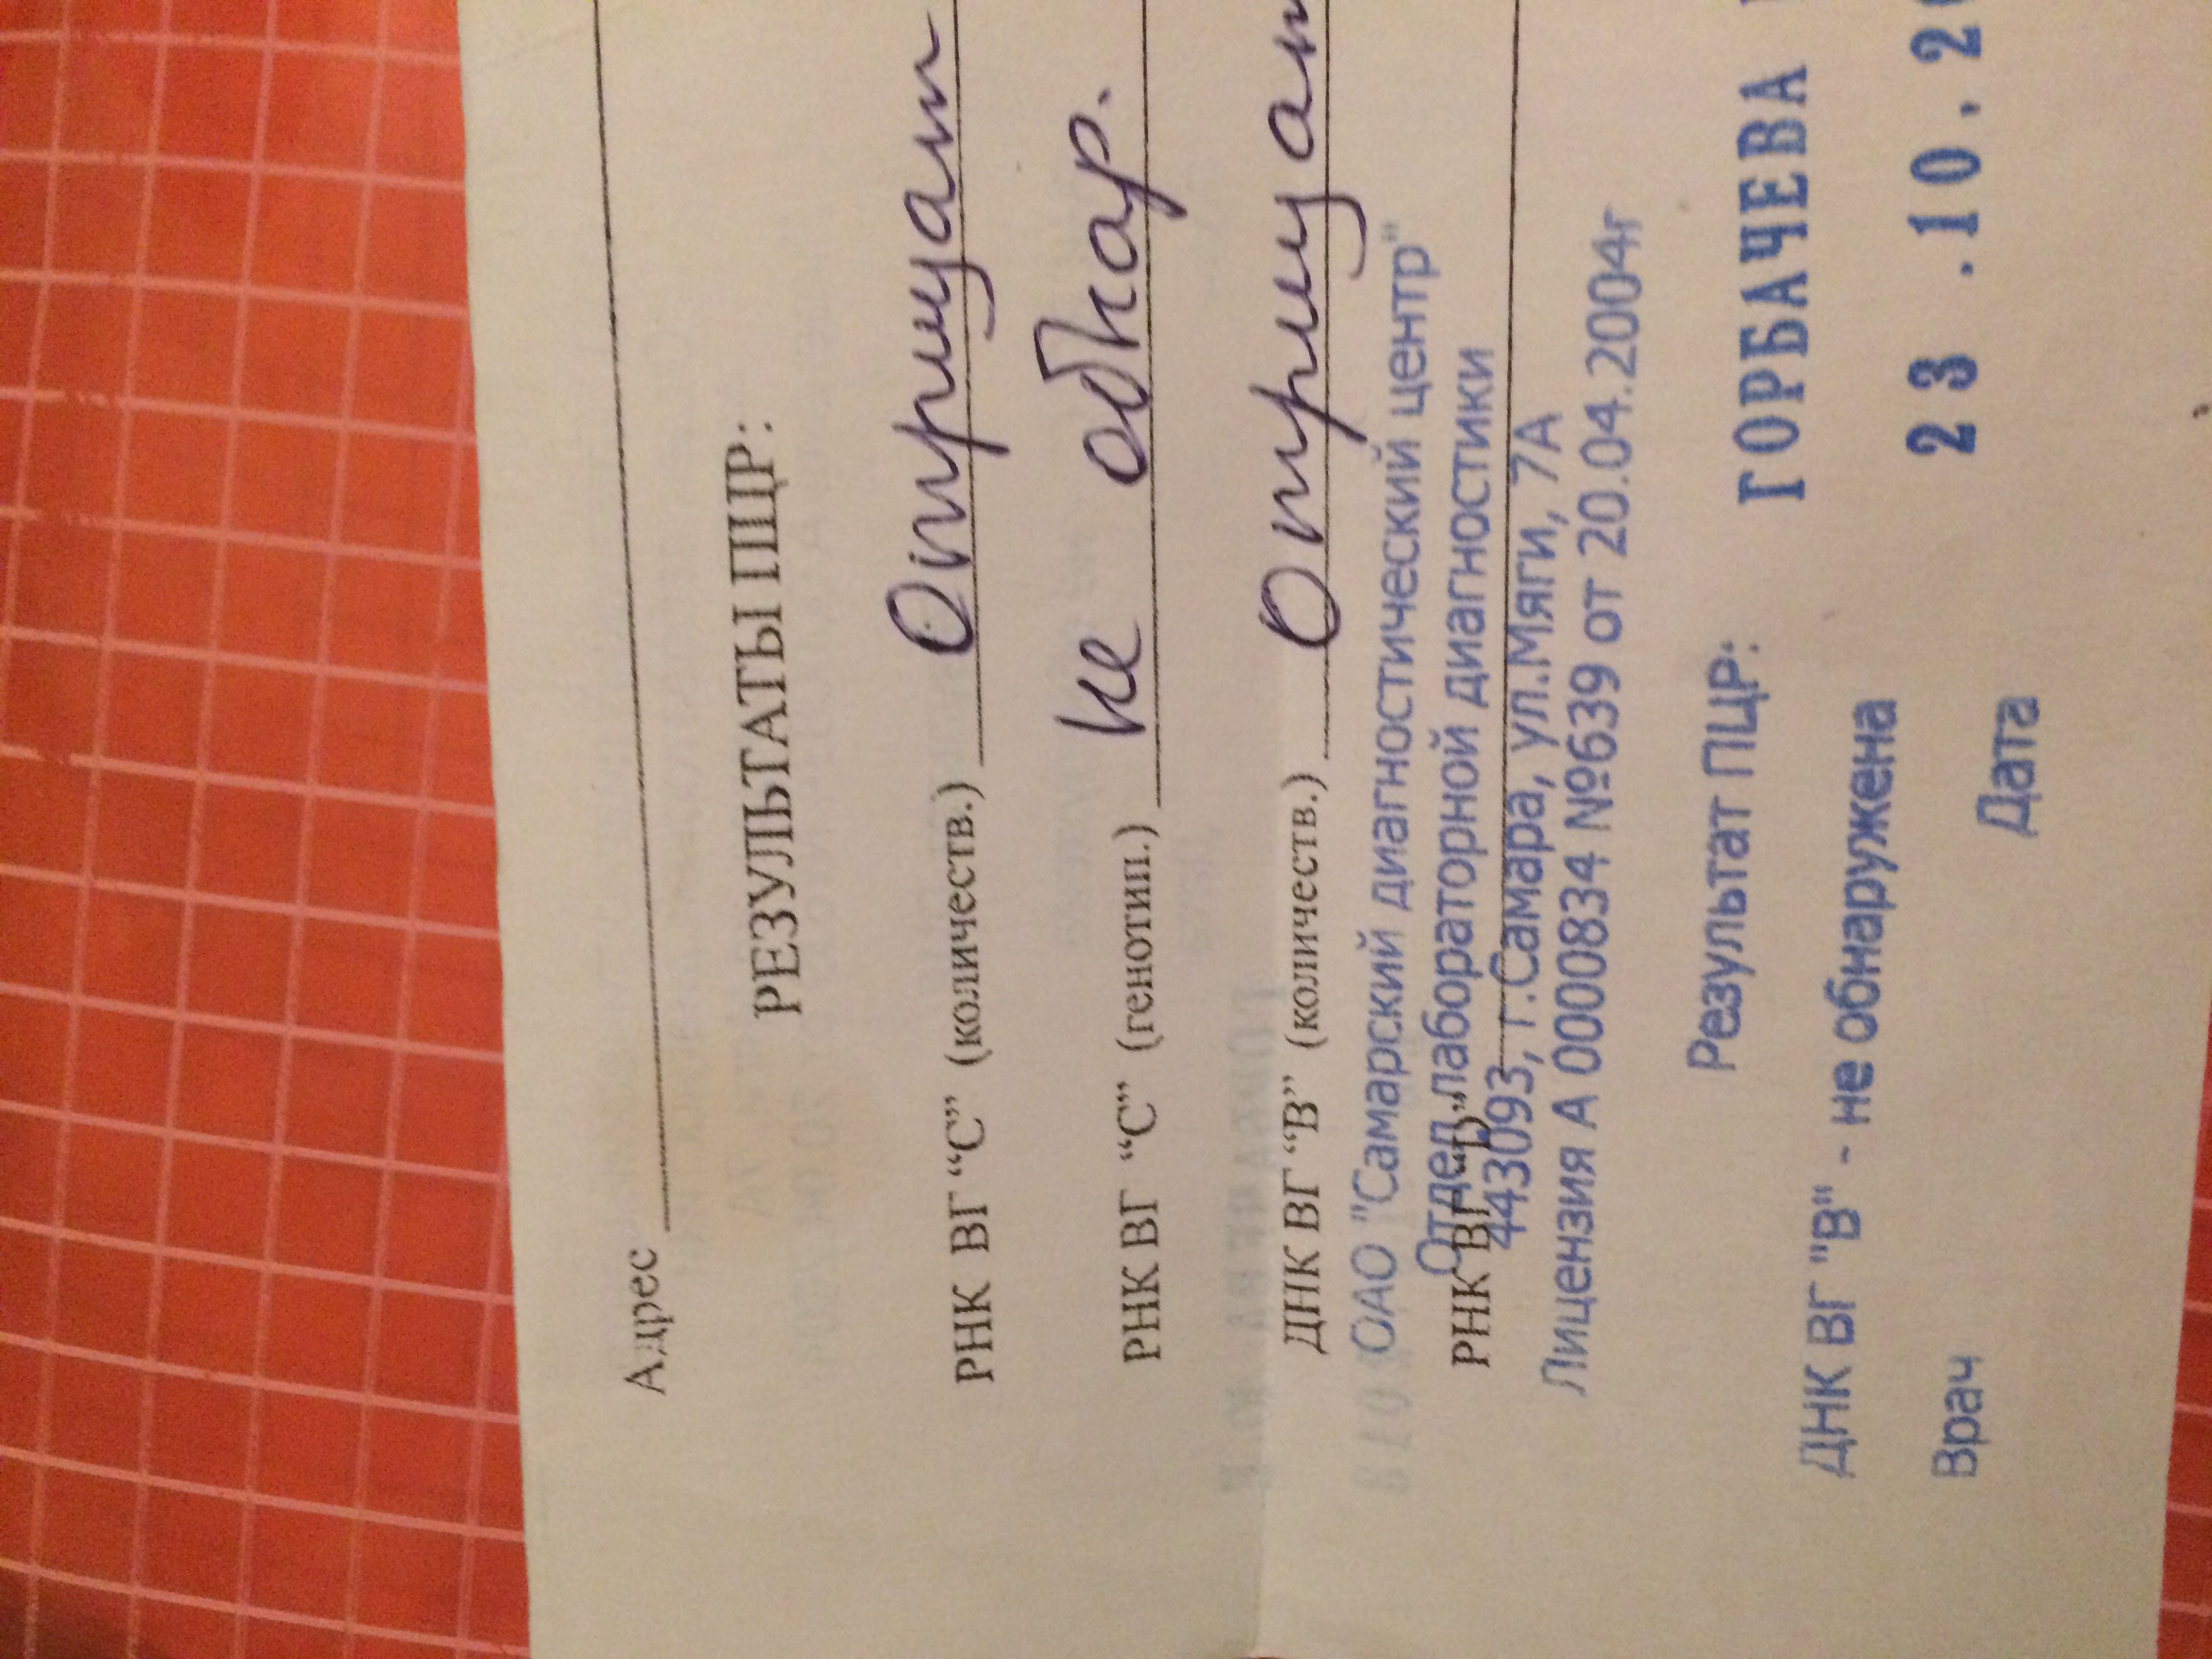 Адрес
РЕЗУЛЬТАТЫ ПЦР:
РНК ВГ “С” (количеств.) Отрицат
РНК ВГ “С” (генотип.) не обнар.
ДНК ВГ “В” (количеств.) Отрицат
ОАО "Самарский диагностический центр"
Отдел лабораторной диагностики
РНК ВГ “D”
443093, г.Самара, ул.Мяги, 7А
Лицензия А 0000834 №639 от 20.04.2004г
Результат ПЦР: ГОРБАЧЕВА
ДНК ВГ "В" - не обнаружена
Врач Дата 23.10.20